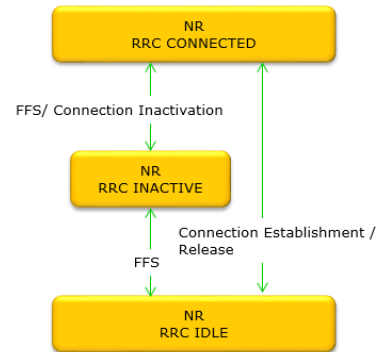 NR
RRC CONNECTED
FFS/ Connection Inactivation
NR
RRC INACTIVE
Connection Establishment /
Release
FFS
NR
RRC IDLE